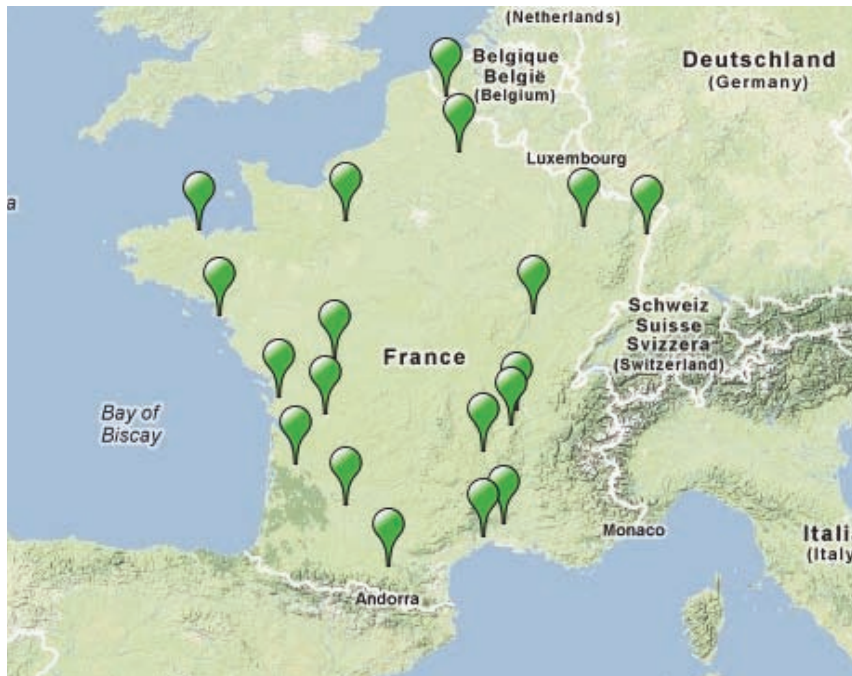 (Netherlands)
Belgique
België
(Belgium)
Deutschland
(Germany)
Luxembourg
a
Schweiz
Suisse
Svizzera
(Switzerland)
France
Bay of
Biscay
Monaco
Itali
(Italy
Andorra